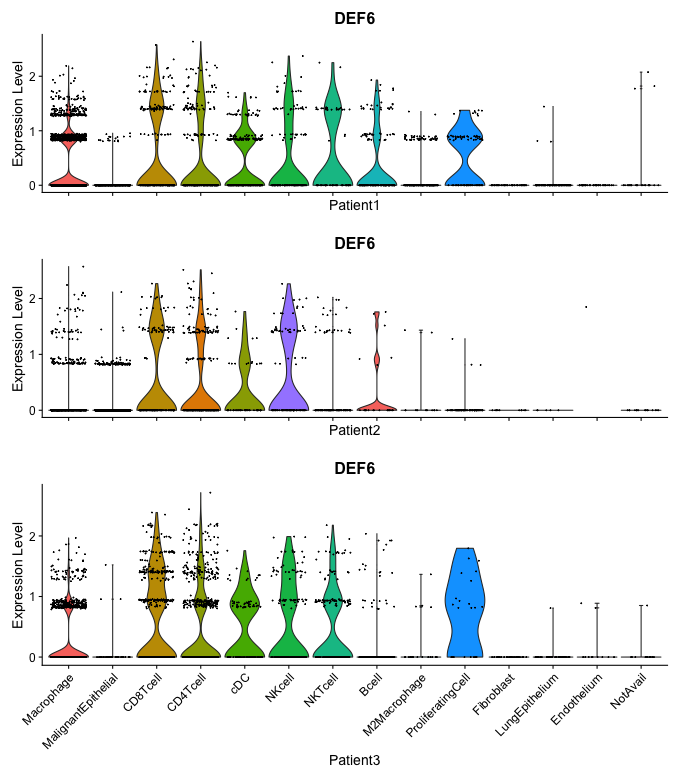 DEF6
Expression Level
2
1
0
Patient1
DEF6
Expression Level
2
1
0
Patient2
DEF6
Expression Level
2
1
0
Macrophage
MalignantEpithelial
CD8Tcell
CD4Tcell
cDC
NKcell
NKTcell
Bcell
M2Macrophage
ProliferatingCell
Fibroblast
LungEpithelium
Endothelium
NotAvail
Patient3